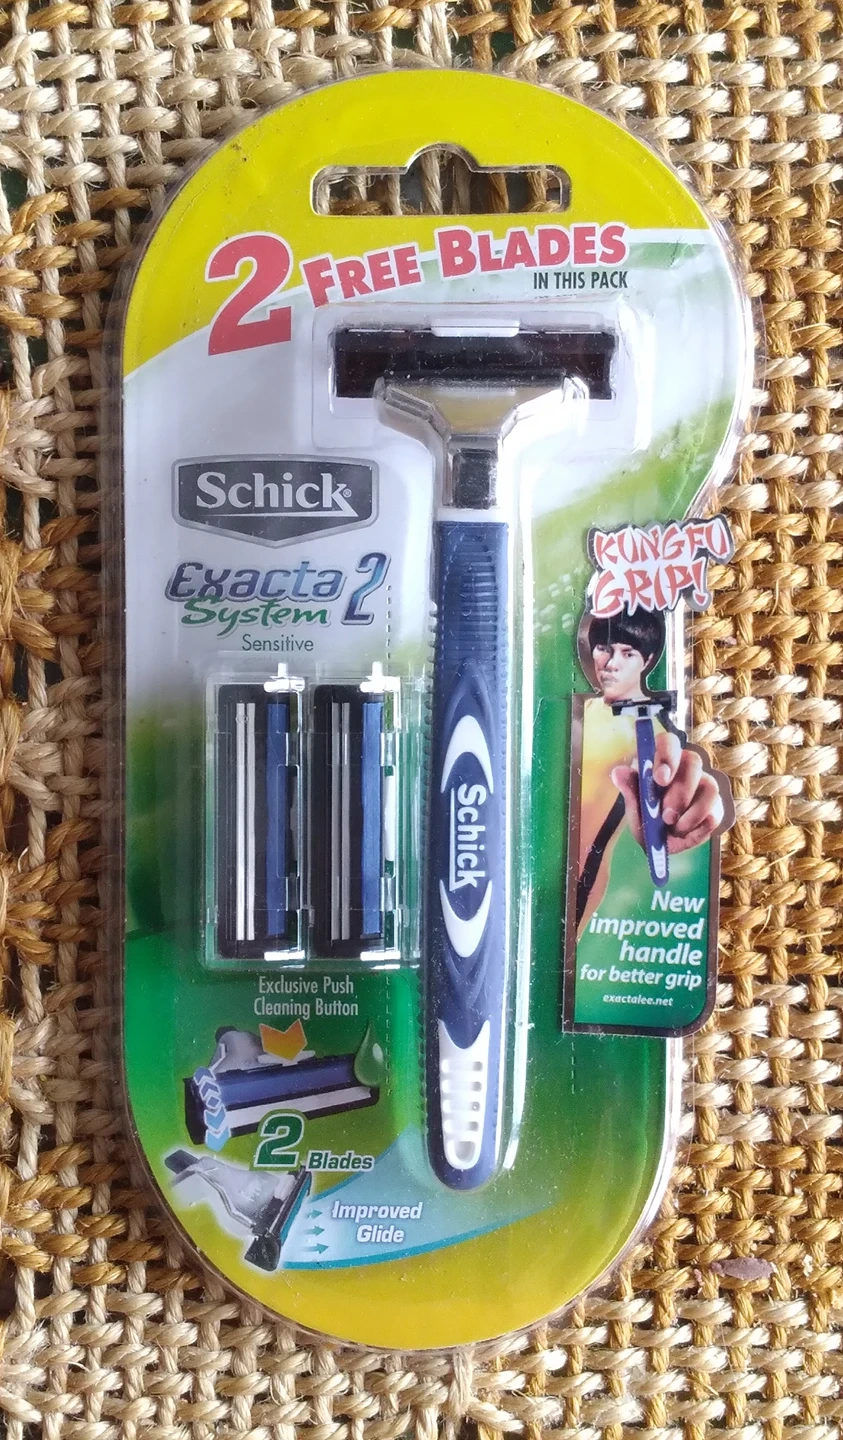 2 FREE BLADES
IN THIS PACK
Schick®
Exacta 2
System
Sensitive
KUNGFU
GRIP!
Schick
New
improved
handle
for better grip
exactalee.net
Exclusive Push
Cleaning Button
2 Blades
Improved
Glide